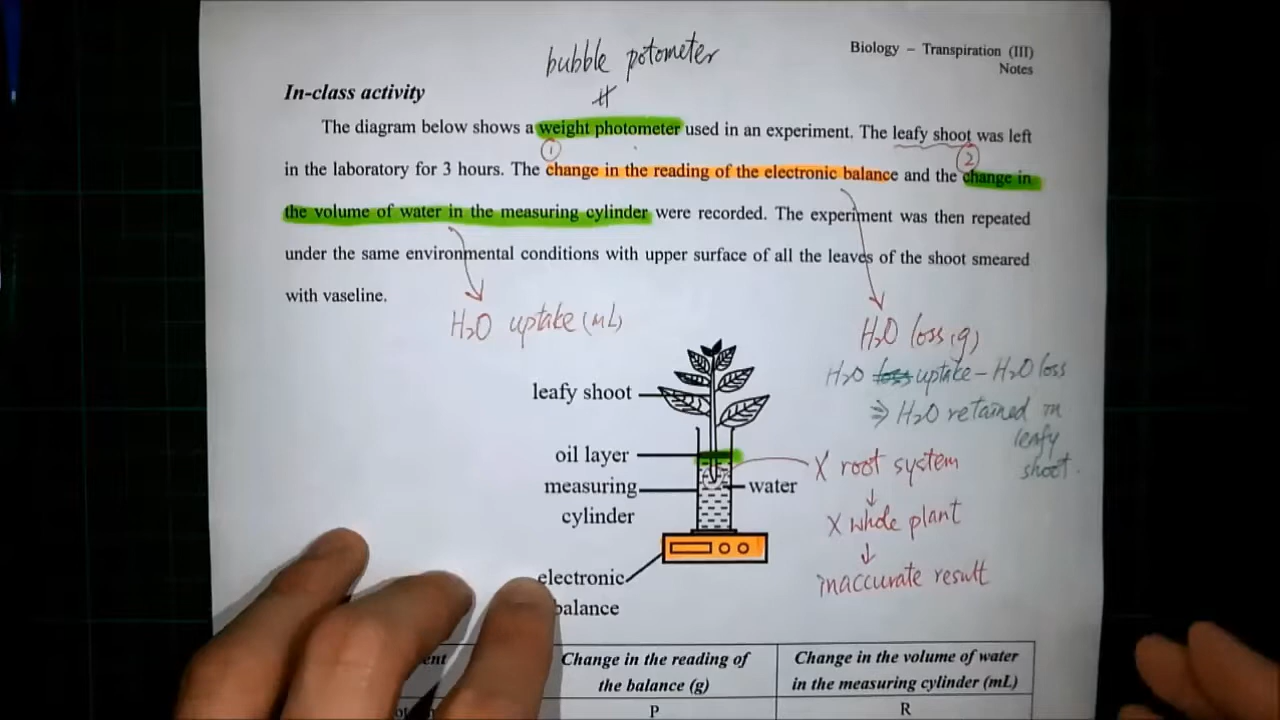 bubble potometer
Biology – Transpiration (III)
Notes
In-class activity
The diagram below shows a weight photometer used in an experiment. The leafy shoot was left
① ②
in the laboratory for 3 hours. The change in the reading of the electronic balance and the change in
the volume of water in the measuring cylinder were recorded. The experiment was then repeated
under the same environmental conditions with upper surface of all the leaves of the shoot smeared
with vaseline.
H₂O uptake (mL)
H₂O loss (g)
H₂O loss uptake – H₂O loss
⇒ H₂O retained in
leafy
shoot.
leafy shoot
oil layer
X root system
measuring
cylinder
water
↓
X whole plant
↓
inaccurate result
electronic
balance
ent
Change in the reading of
the balance (g)
Change in the volume of water
in the measuring cylinder (mL)
P
R